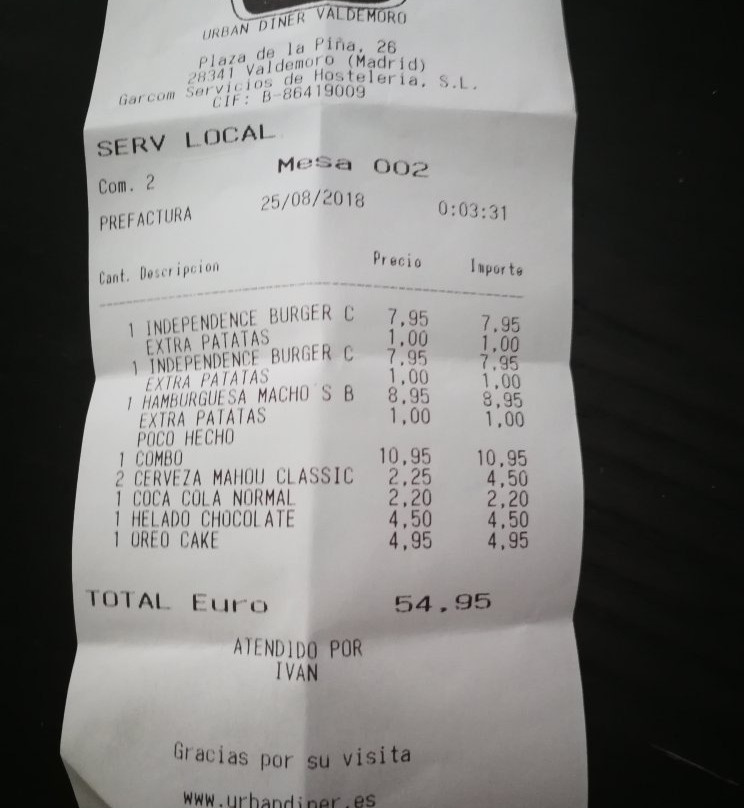 URBAN DINER VALDEMORO
Plaza de la Piña, 26
28341 Valdemoro (Madrid)
Garcom Servicios de Hosteleria, S.L.
CIF: B-86419009
SERV LOCAL
Com. 2 Mesa 002
PREFACTURA 25/08/2018 0:03:31
Cant. Descripcion Precio Importe
1 INDEPENDENCE BURGER C 7,95 7,95
EXTRA PATATAS 1,00 1,00
1 INDEPENDENCE BURGER C 7,95 7,95
EXTRA PATATAS 1,00 1,00
1 HAMBURGUESA MACHO S B 8,95 8,95
EXTRA PATATAS 1,00 1,00
POCO HECHO
1 COMBO 10,95 10,95
2 CERVEZA MAHOU CLASSIC 2,25 4,50
1 COCA COLA NORMAL 2,20 2,20
1 HELADO CHOCOLATE 4,50 4,50
1 OREO CAKE 4,95 4,95
TOTAL Euro 54,95
ATENDIDO POR
IVAN
Gracias por su visita
www.urbandiner.es